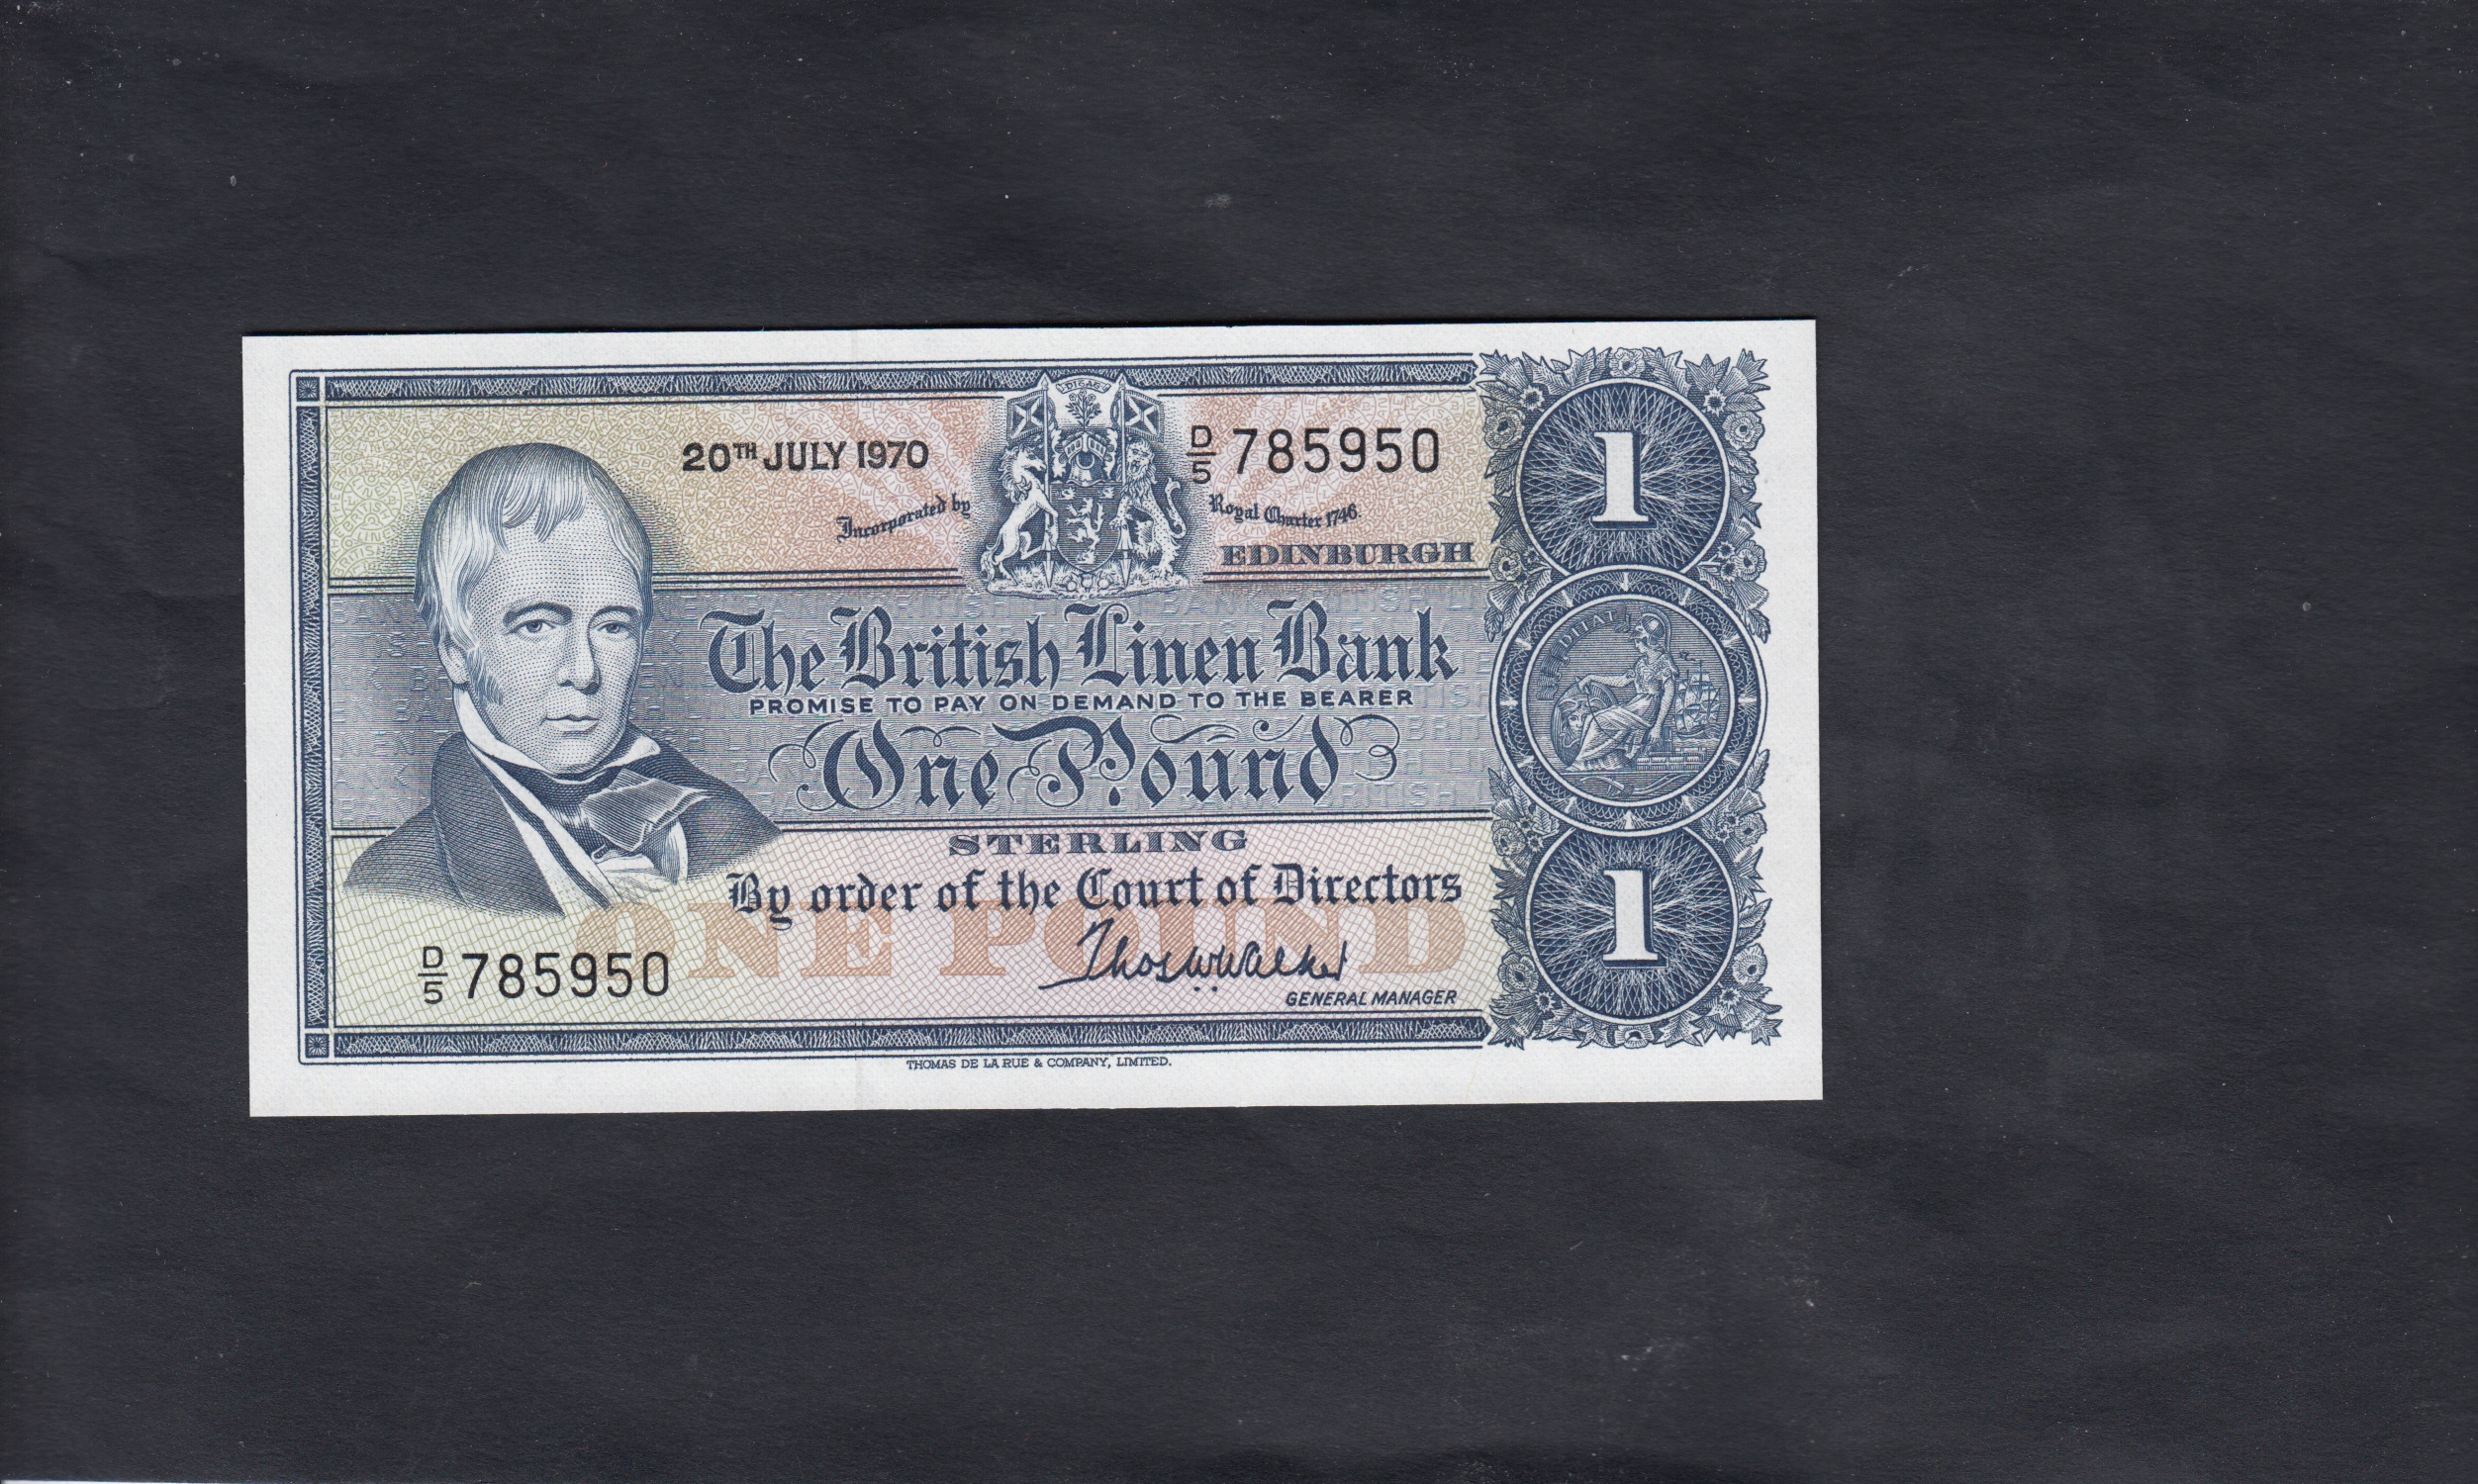 20TH JULY 1970
D/5 785950
Incorporated by
Royal Charter 1746.
EDINBURGH
The British Linen Bank
PROMISE TO PAY ON DEMAND TO THE BEARER
One Pound
STERLING
By order of the Court of Directors
ONE POUND
Thos W Walker
GENERAL MANAGER
D/5 785950
1
1
THOMAS DE LA RUE & COMPANY, LIMITED.